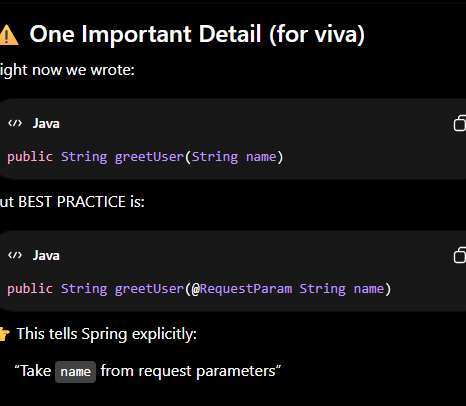 ⚠️ One Important Detail (for viva)
ight now we wrote:
</> Java
public String greetUser(String name)
ut BEST PRACTICE is:
</> Java
public String greetUser(@RequestParam String name)
👉 This tells Spring explicitly:
“Take name from request parameters”